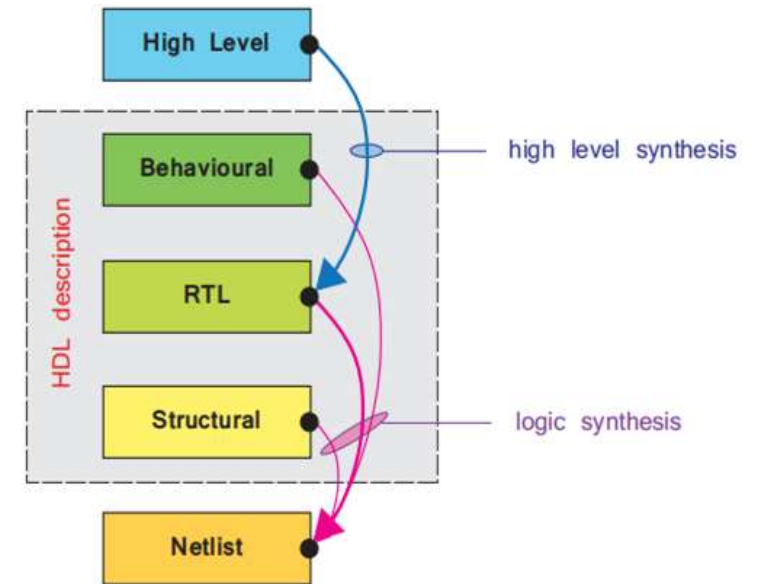 High Level
high level synthesis
Behavioural
HDL description
RTL
Structural
logic synthesis
Netlist